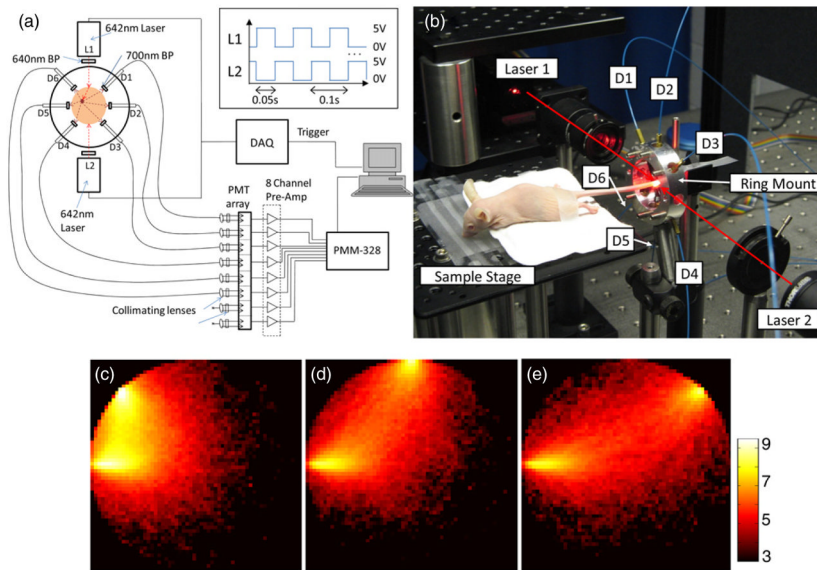 (a)
642nm Laser
L1
640nm BP
700nm BP
D6
D1
D5
D2
D4
D3
L2
642nm
Laser
L1
5V
0V
...
L2
5V
0V
0.05s
0.1s
DAQ
Trigger
PMT
array
8 Channel
Pre-Amp
PMM-328
Collimating lenses
(b)
Laser 1
D1
D2
D3
D6
Ring Mount
D5
D4
Sample Stage
Laser 2
(c)
(d)
(e)
9
7
5
3